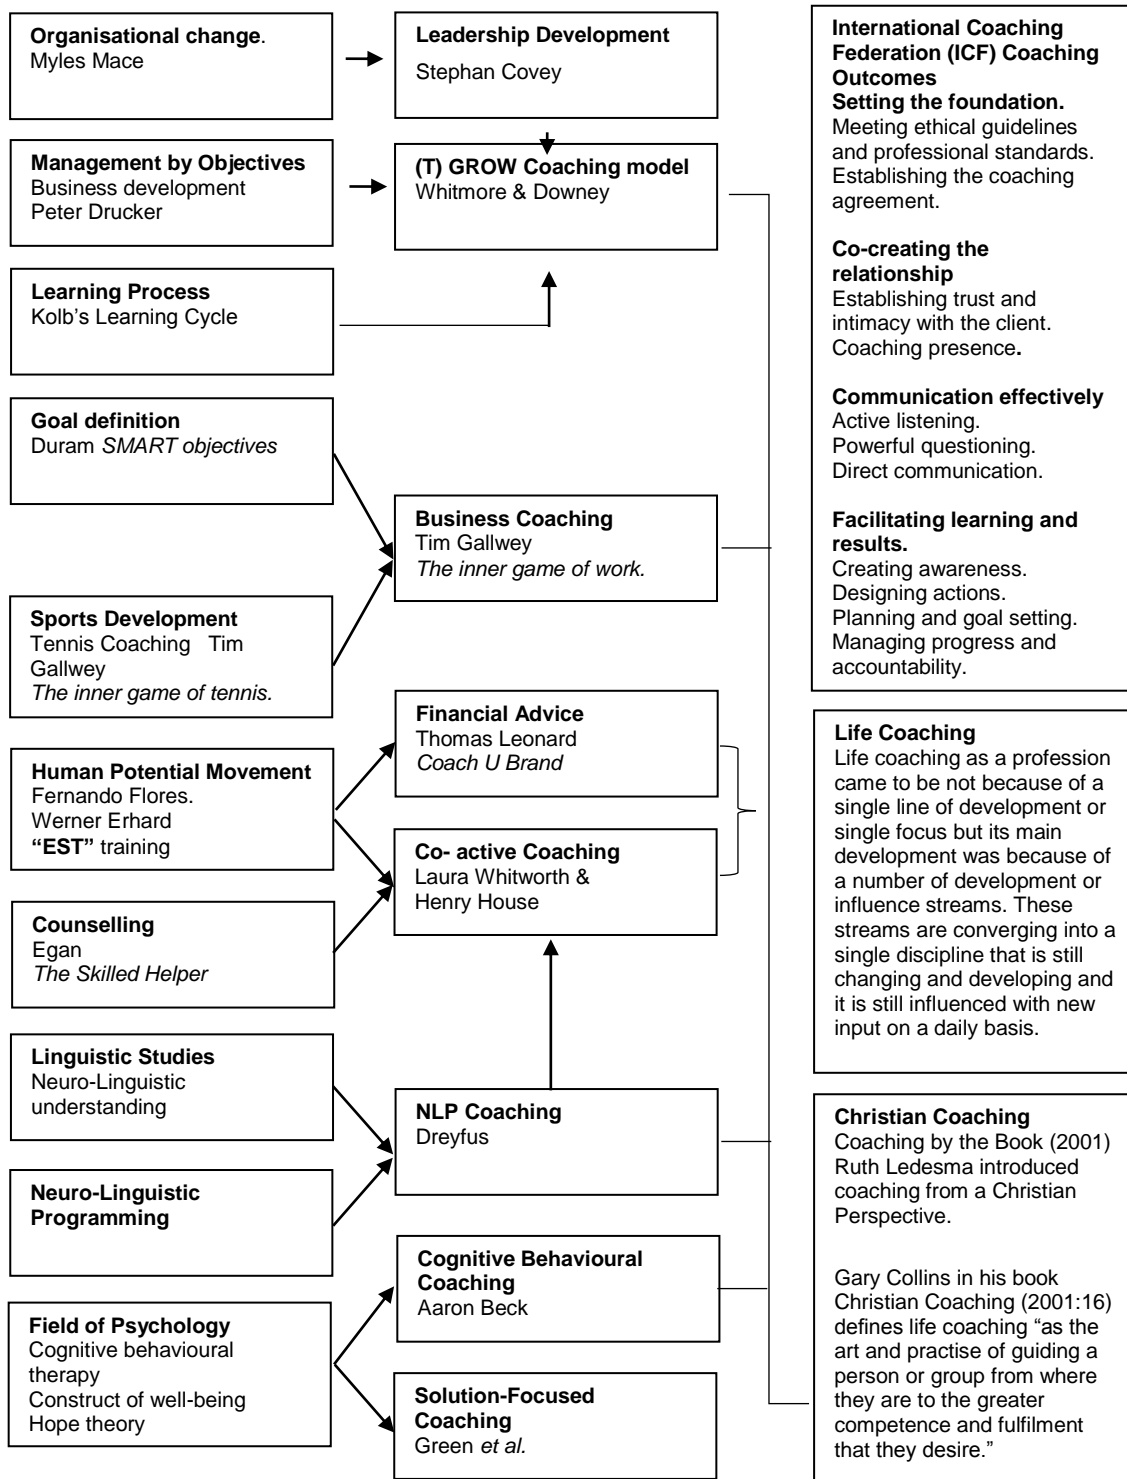 Organisational change.
Myles Mace
Management by Objectives
Business development
Peter Drucker
Learning Process
Kolb’s Learning Cycle
Goal definition
Duram SMART objectives
Sports Development
Tennis Coaching Tim
Gallwey
The inner game of tennis.
Human Potential Movement
Fernando Flores.
Werner Erhard
“EST” training
Counselling
Egan
The Skilled Helper
Linguistic Studies
Neuro-Linguistic
understanding
Neuro-Linguistic
Programming
Field of Psychology
Cognitive behavioural
therapy
Construct of well-being
Hope theory
Leadership Development
Stephan Covey
(T) GROW Coaching model
Whitmore & Downey
Business Coaching
Tim Gallwey
The inner game of work.
Financial Advice
Thomas Leonard
Coach U Brand
Co- active Coaching
Laura Whitworth &
Henry House
NLP Coaching
Dreyfus
Cognitive Behavioural
Coaching
Aaron Beck
Solution-Focused
Coaching
Green et al.
International Coaching
Federation (ICF) Coaching
Outcomes
Setting the foundation.
Meeting ethical guidelines
and professional standards.
Establishing the coaching
agreement.
Co-creating the
relationship
Establishing trust and
intimacy with the client.
Coaching presence.
Communication effectively
Active listening.
Powerful questioning.
Direct communication.
Facilitating learning and
results.
Creating awareness.
Designing actions.
Planning and goal setting.
Managing progress and
accountability.
Life Coaching
Life coaching as a profession
came to be not because of a
single line of development or
single focus but its main
development was because of
a number of development or
influence streams. These
streams are converging into a
single discipline that is still
changing and developing and
it is still influenced with new
input on a daily basis.
Christian Coaching
Coaching by the Book (2001)
Ruth Ledesma introduced
coaching from a Christian
Perspective.
Gary Collins in his book
Christian Coaching (2001:16)
defines life coaching “as the
art and practise of guiding a
person or group from where
they are to the greater
competence and fulfilment
that they desire.”